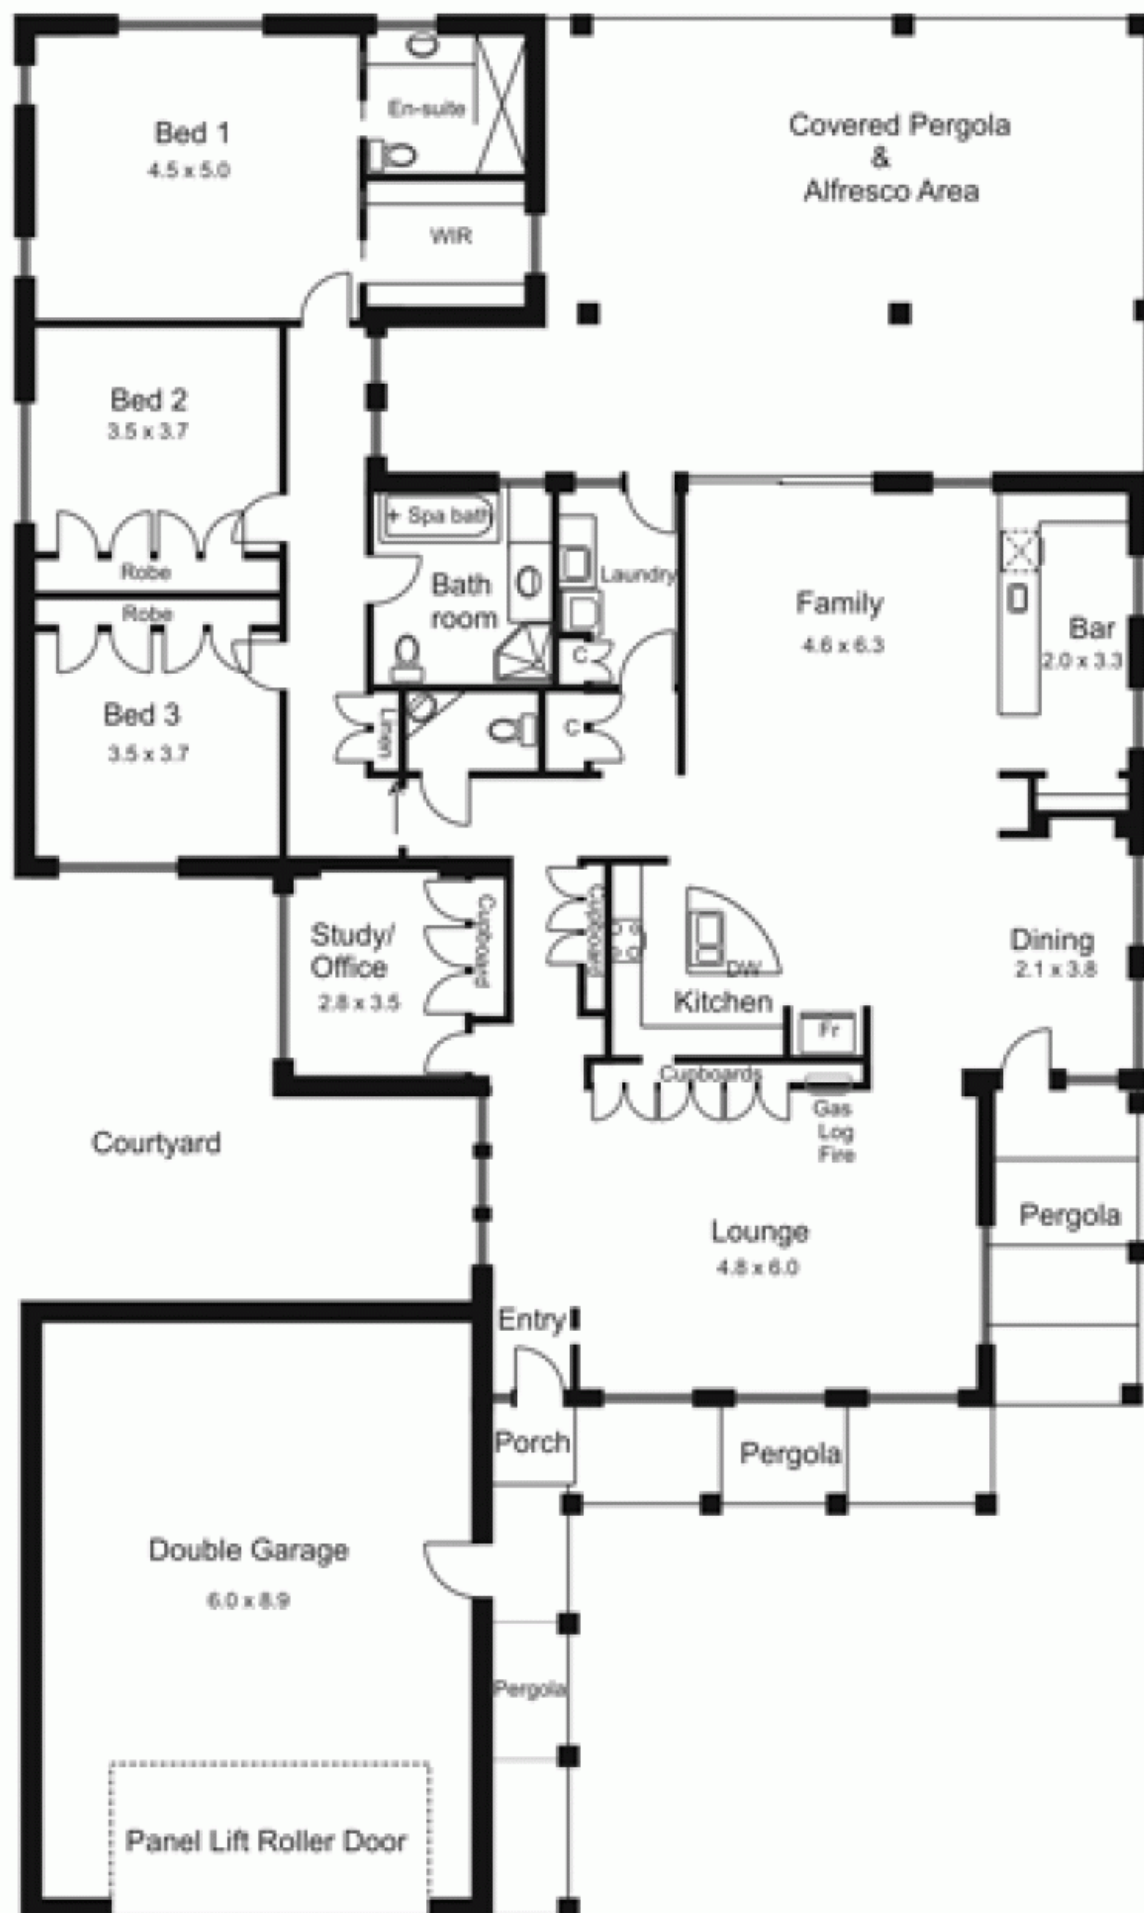 Bed 1
4.5 x 5.0
En-suite
WIR
Covered Pergola
&
Alfresco Area
Bed 2
3.5 x 3.7
Robe
Robe
Bed 3
3.5 x 3.7
Spa bath
Bath
room
Laundry
C
C
Linen
Family
4.6 x 6.3
Bar
2.0 x 3.3
Study/
Office
2.8 x 3.5
Cupboard
Cupboard
DW
Kitchen
Fr
Dining
2.1 x 3.8
Cupboards
Gas
Log
Fire
Courtyard
Lounge
4.8 x 6.0
Pergola
Entry
Porch
Pergola
Double Garage
6.0 x 8.9
Pergola
Panel Lift Roller Door